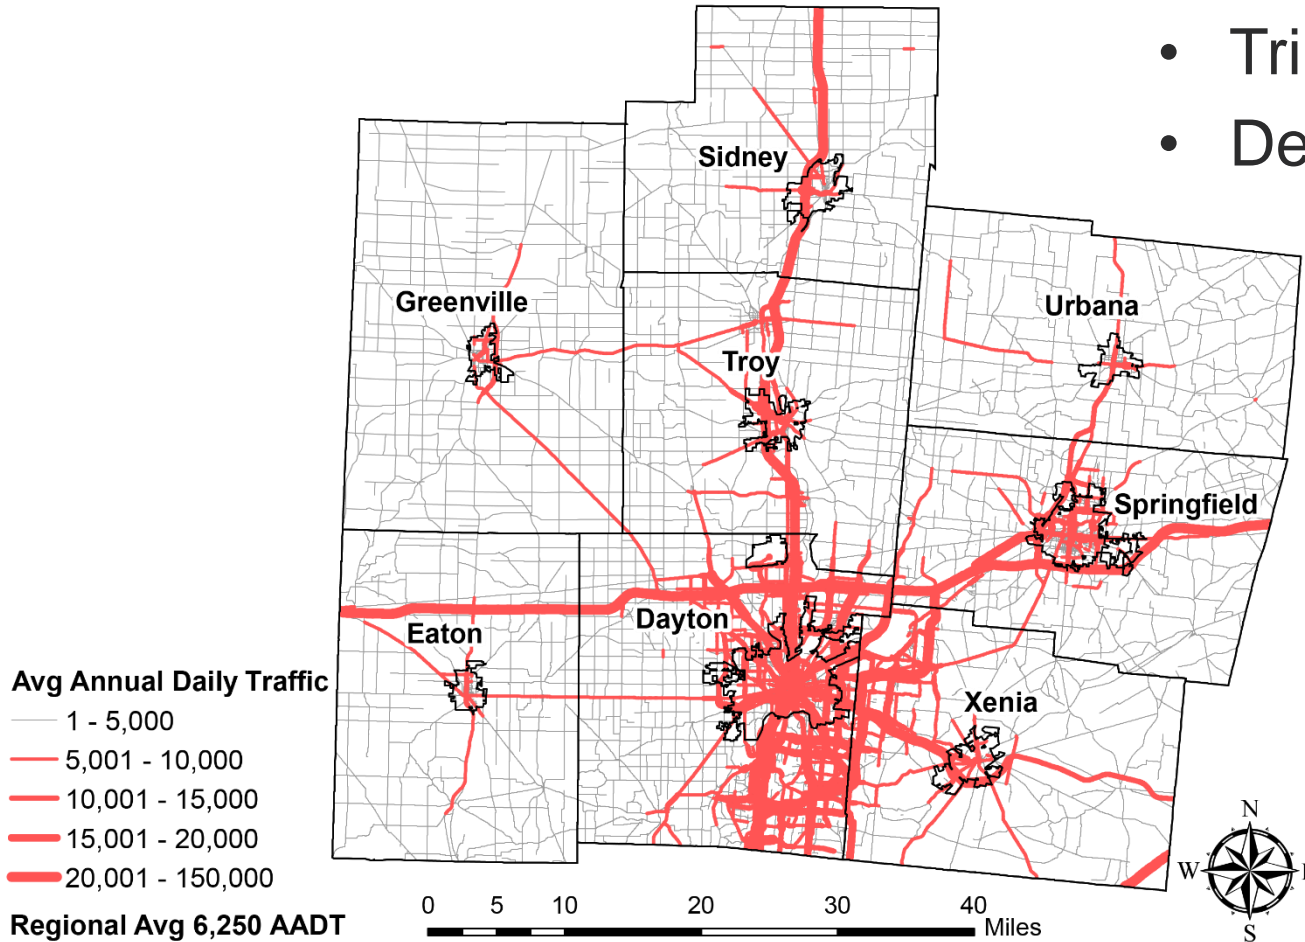 • Tri
• De
Sidney
Greenville
Urbana
Troy
Springfield
Dayton
Eaton
Xenia
Avg Annual Daily Traffic
1 - 5,000
5,001 - 10,000
10,001 - 15,000
15,001 - 20,000
20,001 - 150,000
Regional Avg 6,250 AADT
0 5 10 20 30 40
Miles
N
W
S